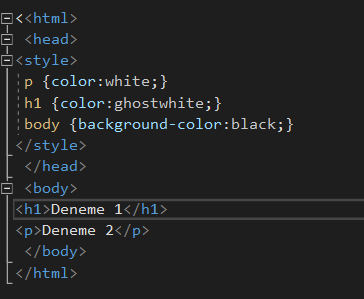 <<html>
<head>
<style>
p {color:white;}
h1 {color:ghostwhite;}
body {background-color:black;}
</style>
</head>
<body>
<h1>Deneme 1</h1>
<p>Deneme 2</p>
</body>
</html>